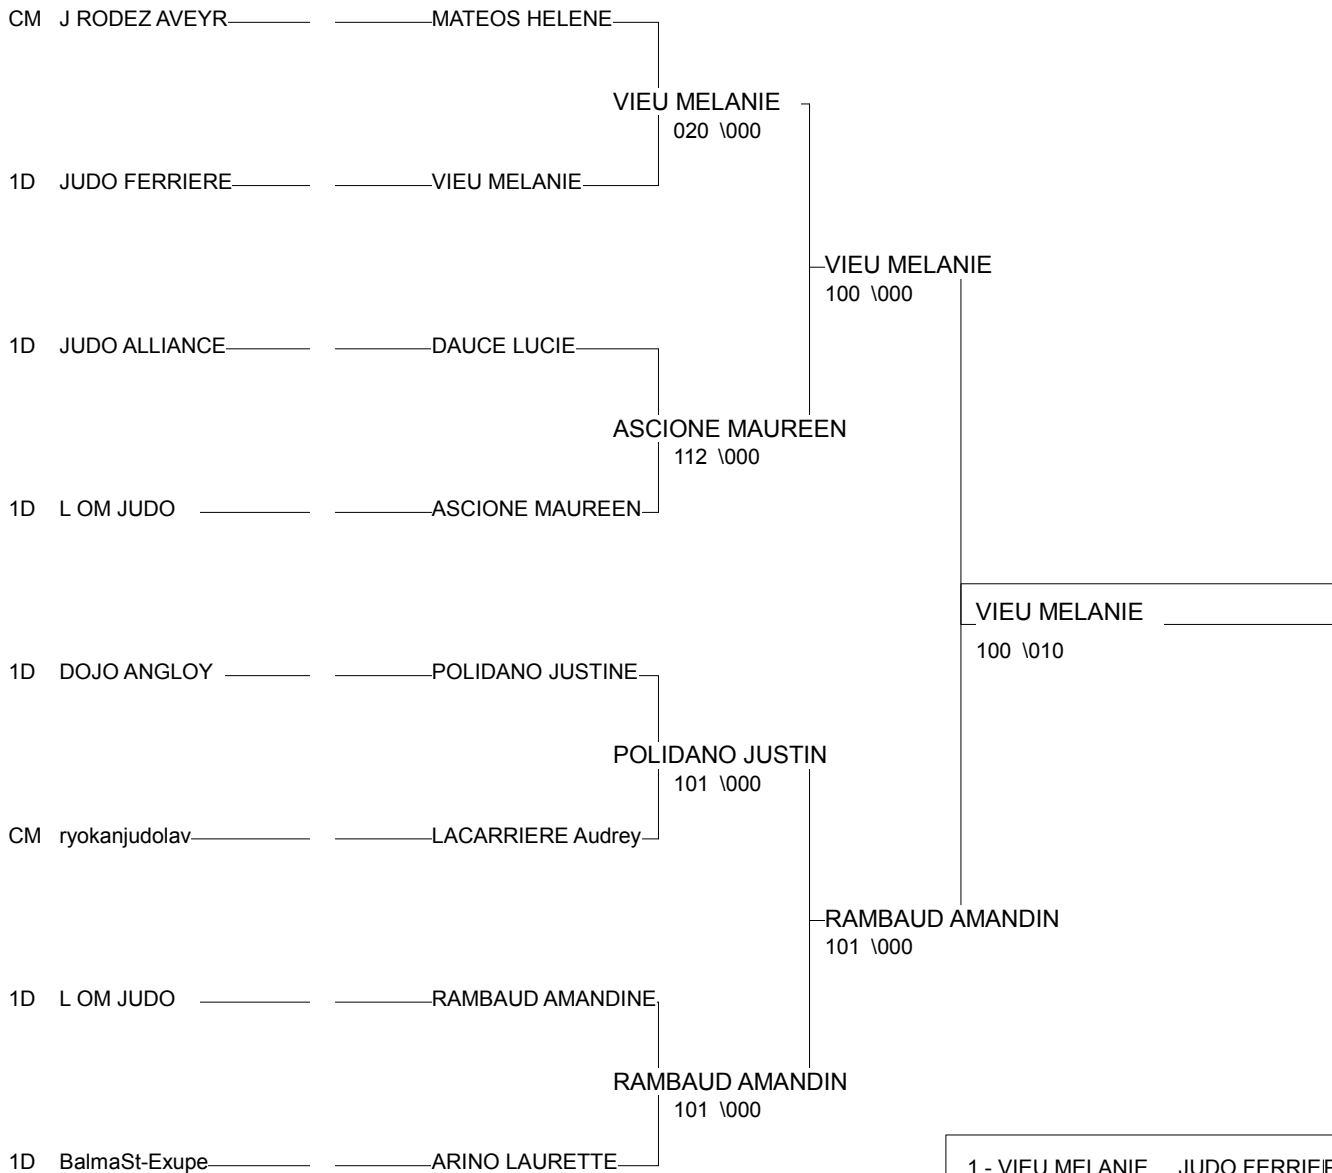 CM J RODEZ AVEYR MATEOS HELENE
VIEU MELANIE
020 \000
1D JUDO FERRIERE VIEU MELANIE
VIEU MELANIE
100 \000
1D JUDO ALLIANCE DAUCE LUCIE
ASCIONE MAUREEN
112 \000
1D L OM JUDO ASCIONE MAUREEN
VIEU MELANIE
100 \010
1D DOJO ANGLOY POLIDANO JUSTINE
POLIDANO JUSTIN
101 \000
CM ryokanjudolav LACARRIERE Audrey
RAMBAUD AMANDIN
101 \000
1D L OM JUDO RAMBAUD AMANDINE
RAMBAUD AMANDIN
101 \000
1D BalmaSt-Exupe ARINO LAURETTE
1 - VIEU MELANIE JUDO FERRIER